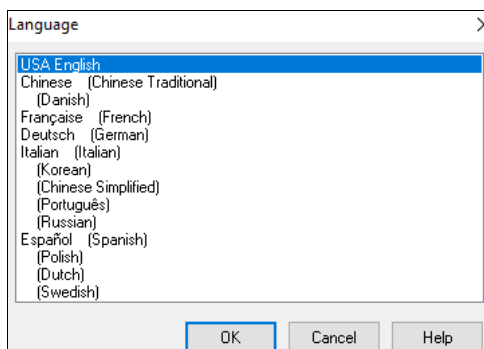 Language
USA English
Chinese (Chinese Traditional)
(Danish)
Française (French)
Deutsch (German)
Italian (Italian)
(Korean)
(Chinese Simplified)
(Português)
(Russian)
Español (Spanish)
(Polish)
(Dutch)
(Swedish)
OK Cancel Help